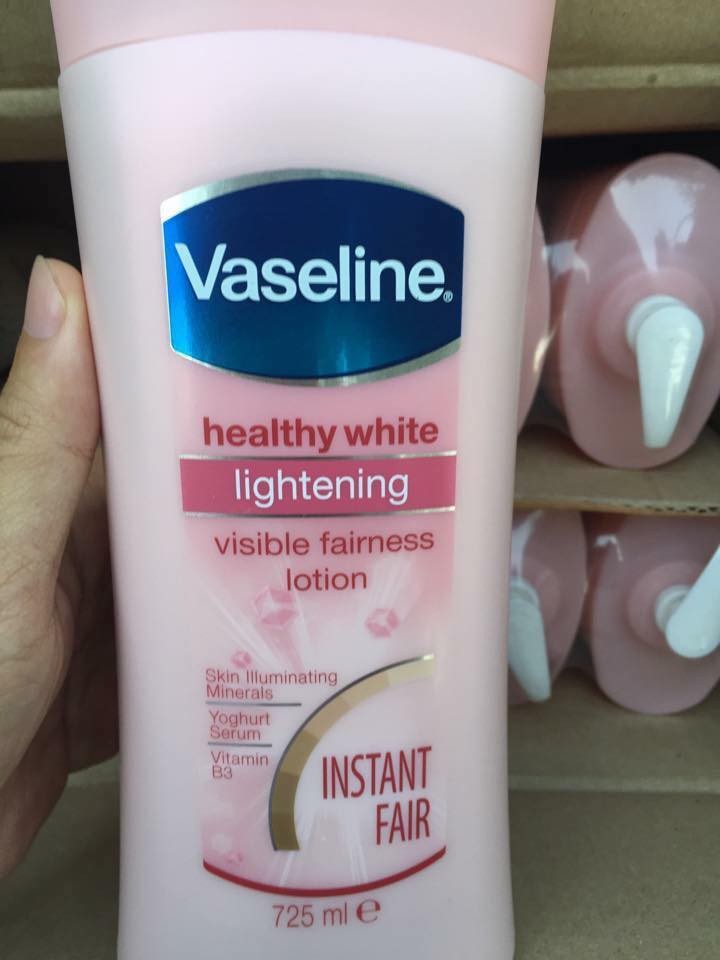 Vaseline®
healthy white
lightening
visible fairness
lotion
Skin Illuminating
Minerals
Yoghurt
Serum
Vitamin
B3
INSTANT
FAIR
725 ml e